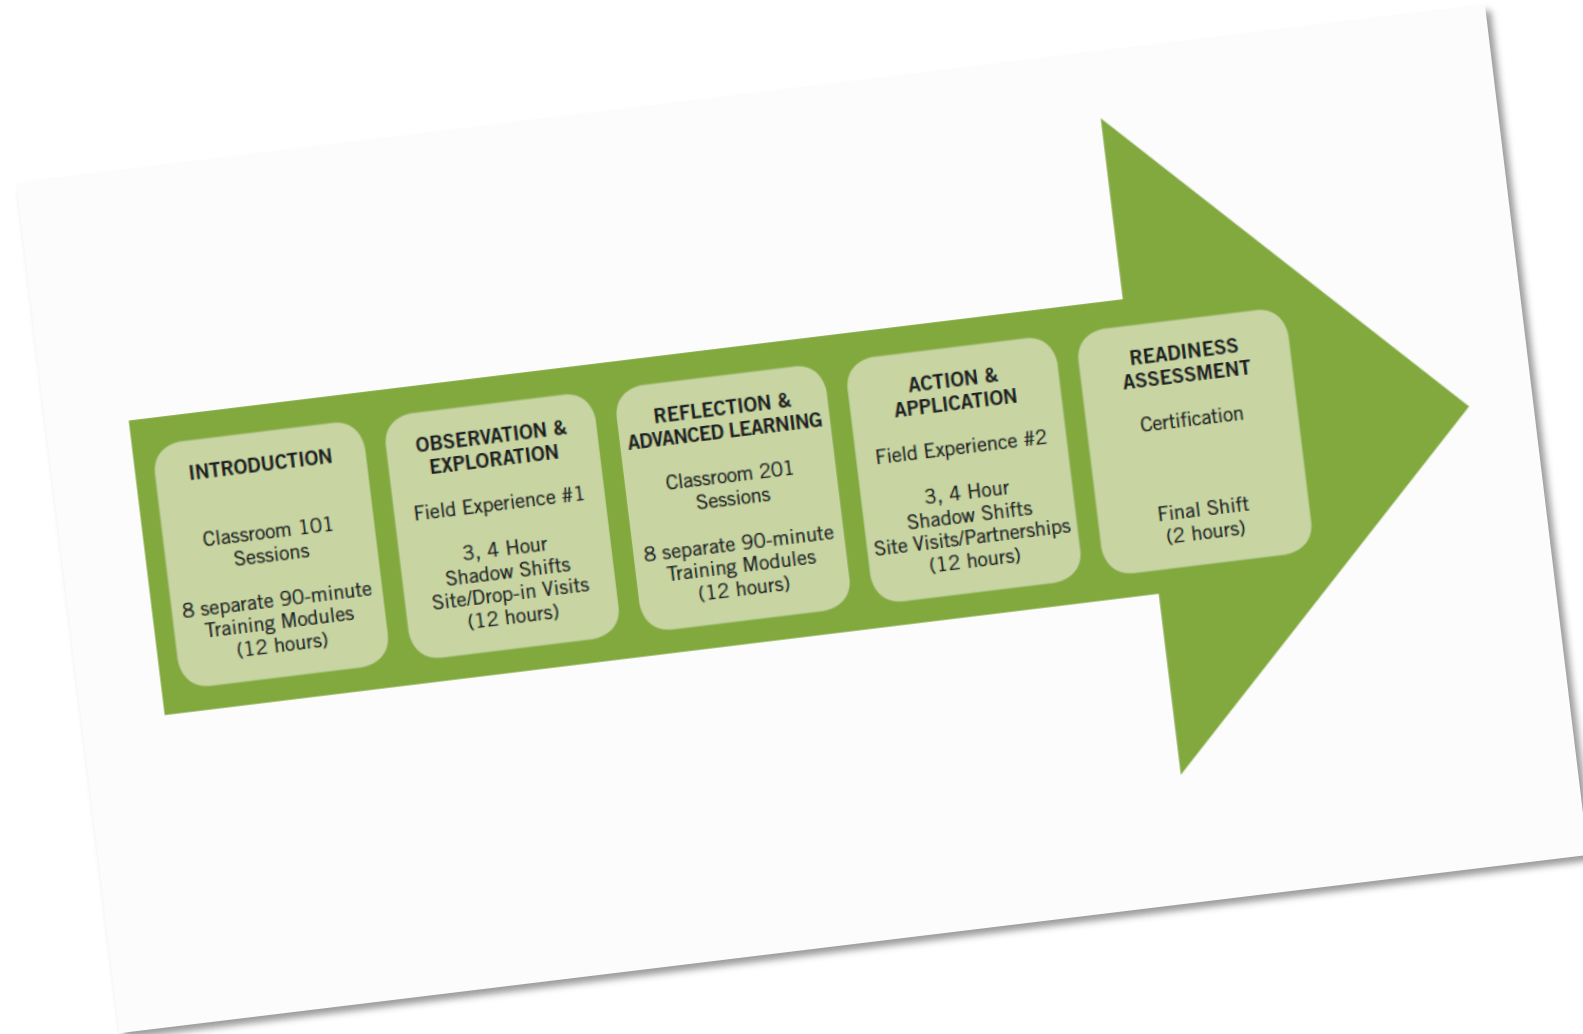 INTRODUCTION
Classroom 101
Sessions
8 separate 90-minute
Training Modules
(12 hours)
OBSERVATION &
EXPLORATION
Field Experience #1
3, 4 Hour
Shadow Shifts
Site/Drop-in Visits
(12 hours)
REFLECTION &
ADVANCED LEARNING
Classroom 201
Sessions
8 separate 90-minute
Training Modules
(12 hours)
ACTION &
APPLICATION
Field Experience #2
3, 4 Hour
Shadow Shifts
Site Visits/Partnerships
(12 hours)
READINESS
ASSESSMENT
Certification
Final Shift
(2 hours)